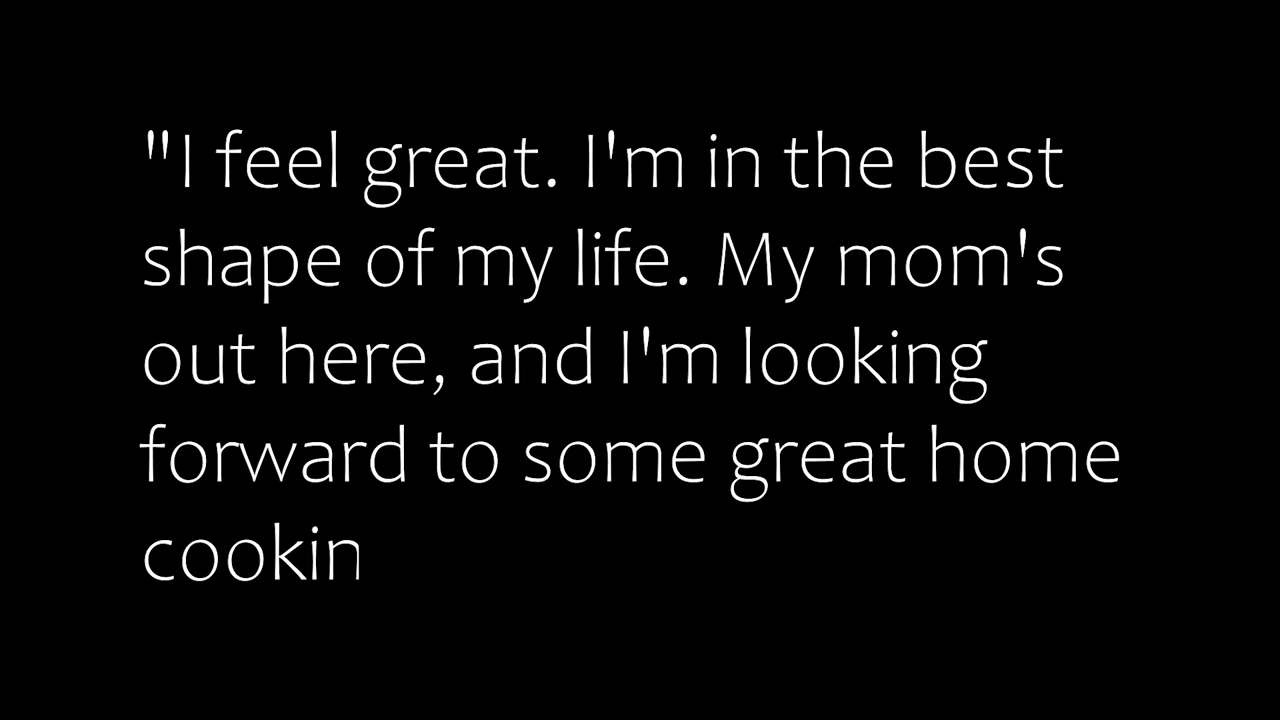 "I feel great. I'm in the best
shape of my life. My mom's
out here, and I'm looking
forward to some great home
cookin